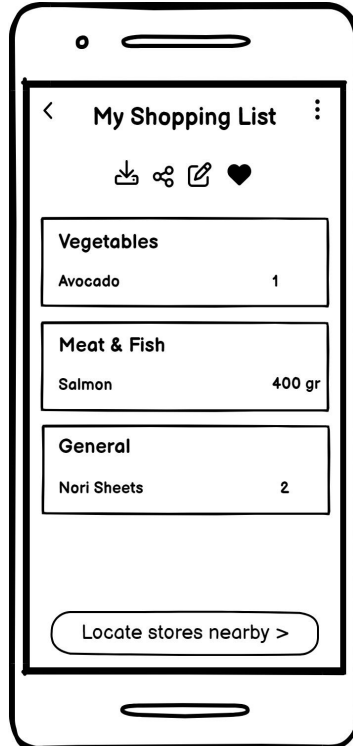 My Shopping List
Vegetables
Avocado 1
Meat & Fish
Salmon 400 gr
General
Nori Sheets 2
Locate stores nearby >